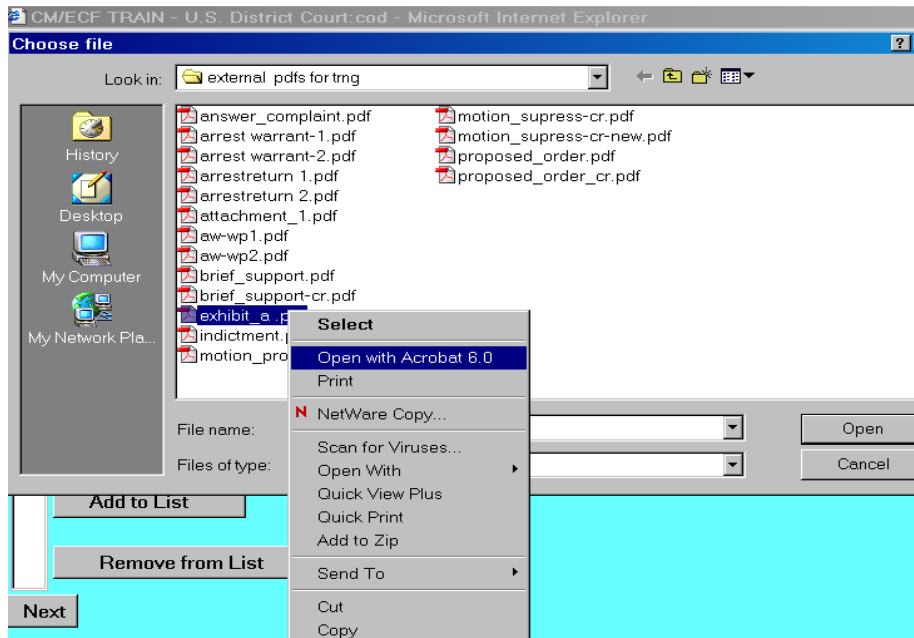 CM/ECF TRAIN - U.S. District Court:cod - Microsoft Internet Explorer
Choose file ?
Look in: external pdfs for trng
History
Desktop
My Computer
My Network Pla...
answer_complaint.pdf
arrest warrant-1.pdf
arrest warrant-2.pdf
arrestreturn 1.pdf
arrestreturn 2.pdf
attachment_1.pdf
aw-wp1.pdf
aw-wp2.pdf
brief_support.pdf
brief_support-cr.pdf
exhibit_a .p
indictment.
motion_pro
motion_supress-cr.pdf
motion_supress-cr-new.pdf
proposed_order.pdf
proposed_order_cr.pdf
Select
Open with Acrobat 6.0
Print
N NetWare Copy...
Scan for Viruses...
Open With
Quick View Plus
Quick Print
Add to Zip
Send To
Cut
Copy
File name:
Open
Files of type:
Cancel
Add to List
Remove from List
Next